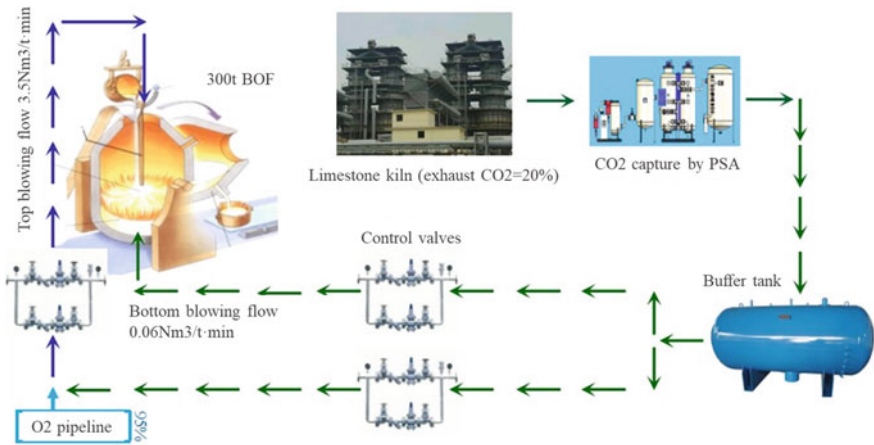 Top blowing flow 3.5Nm3/t·min
300t BOF
Limestone kiln (exhaust CO2=20%)
CO2 capture by PSA
Control valves
Buffer tank
Bottom blowing flow
0.06Nm3/t·min
O2 pipeline
95%